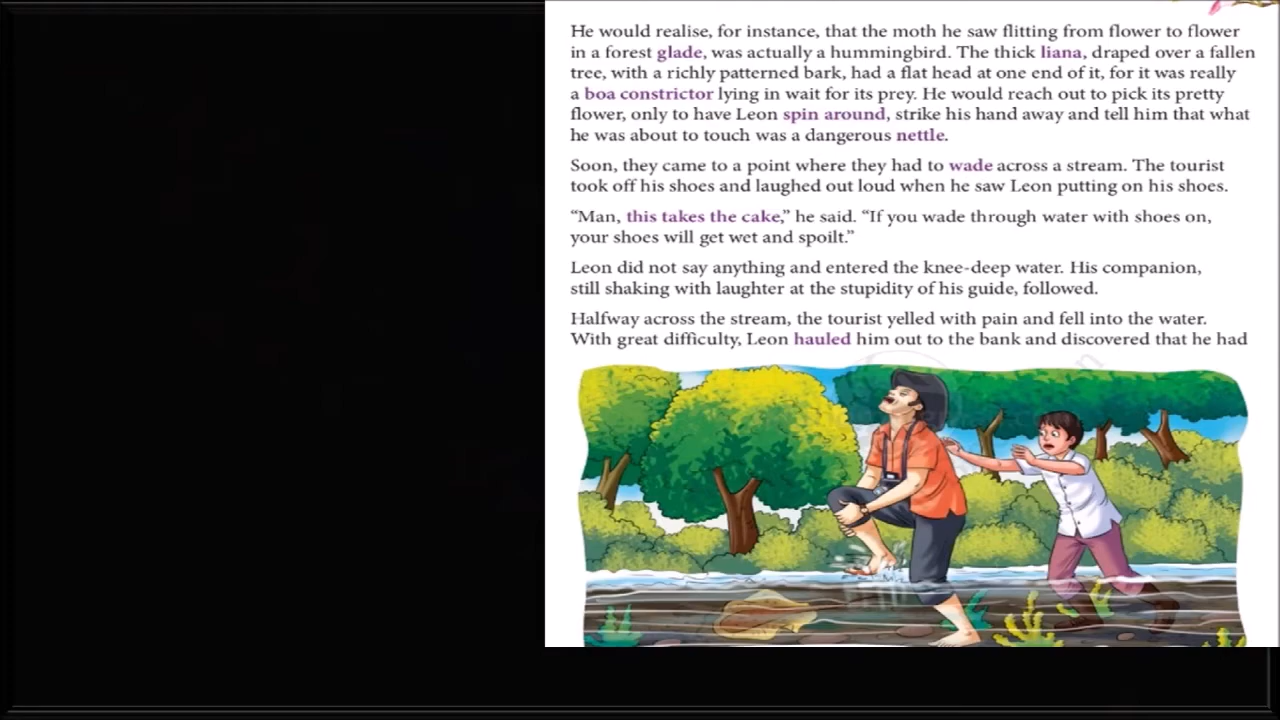 He would realise, for instance, that the moth he saw flitting from flower to flower
in a forest glade, was actually a hummingbird. The thick liana, draped over a fallen
tree, with a richly patterned bark, had a flat head at one end of it, for it was really
a boa constrictor lying in wait for its prey. He would reach out to pick its pretty
flower, only to have Leon spin around, strike his hand away and tell him that what
he was about to touch was a dangerous nettle.
Soon, they came to a point where they had to wade across a stream. The tourist
took off his shoes and laughed out loud when he saw Leon putting on his shoes.
“Man, this takes the cake,” he said. “If you wade through water with shoes on,
your shoes will get wet and spoilt.”
Leon did not say anything and entered the knee-deep water. His companion,
still shaking with laughter at the stupidity of his guide, followed.
Halfway across the stream, the tourist yelled with pain and fell into the water.
With great difficulty, Leon hauled him out to the bank and discovered that he had